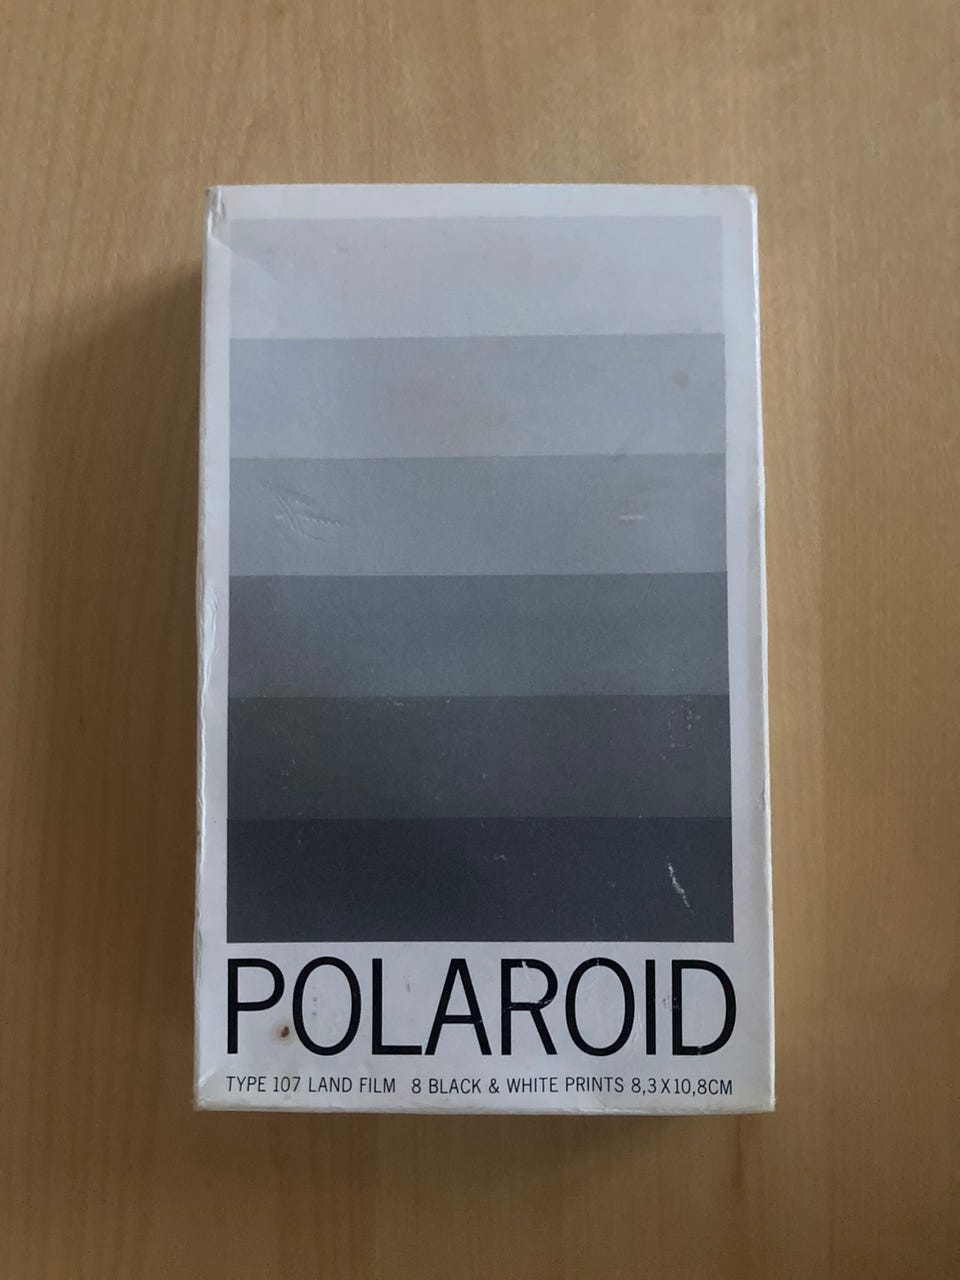 POLAROID
TYPE 107 LAND FILM 8 BLACK & WHITE PRINTS 8,3X10,8CM